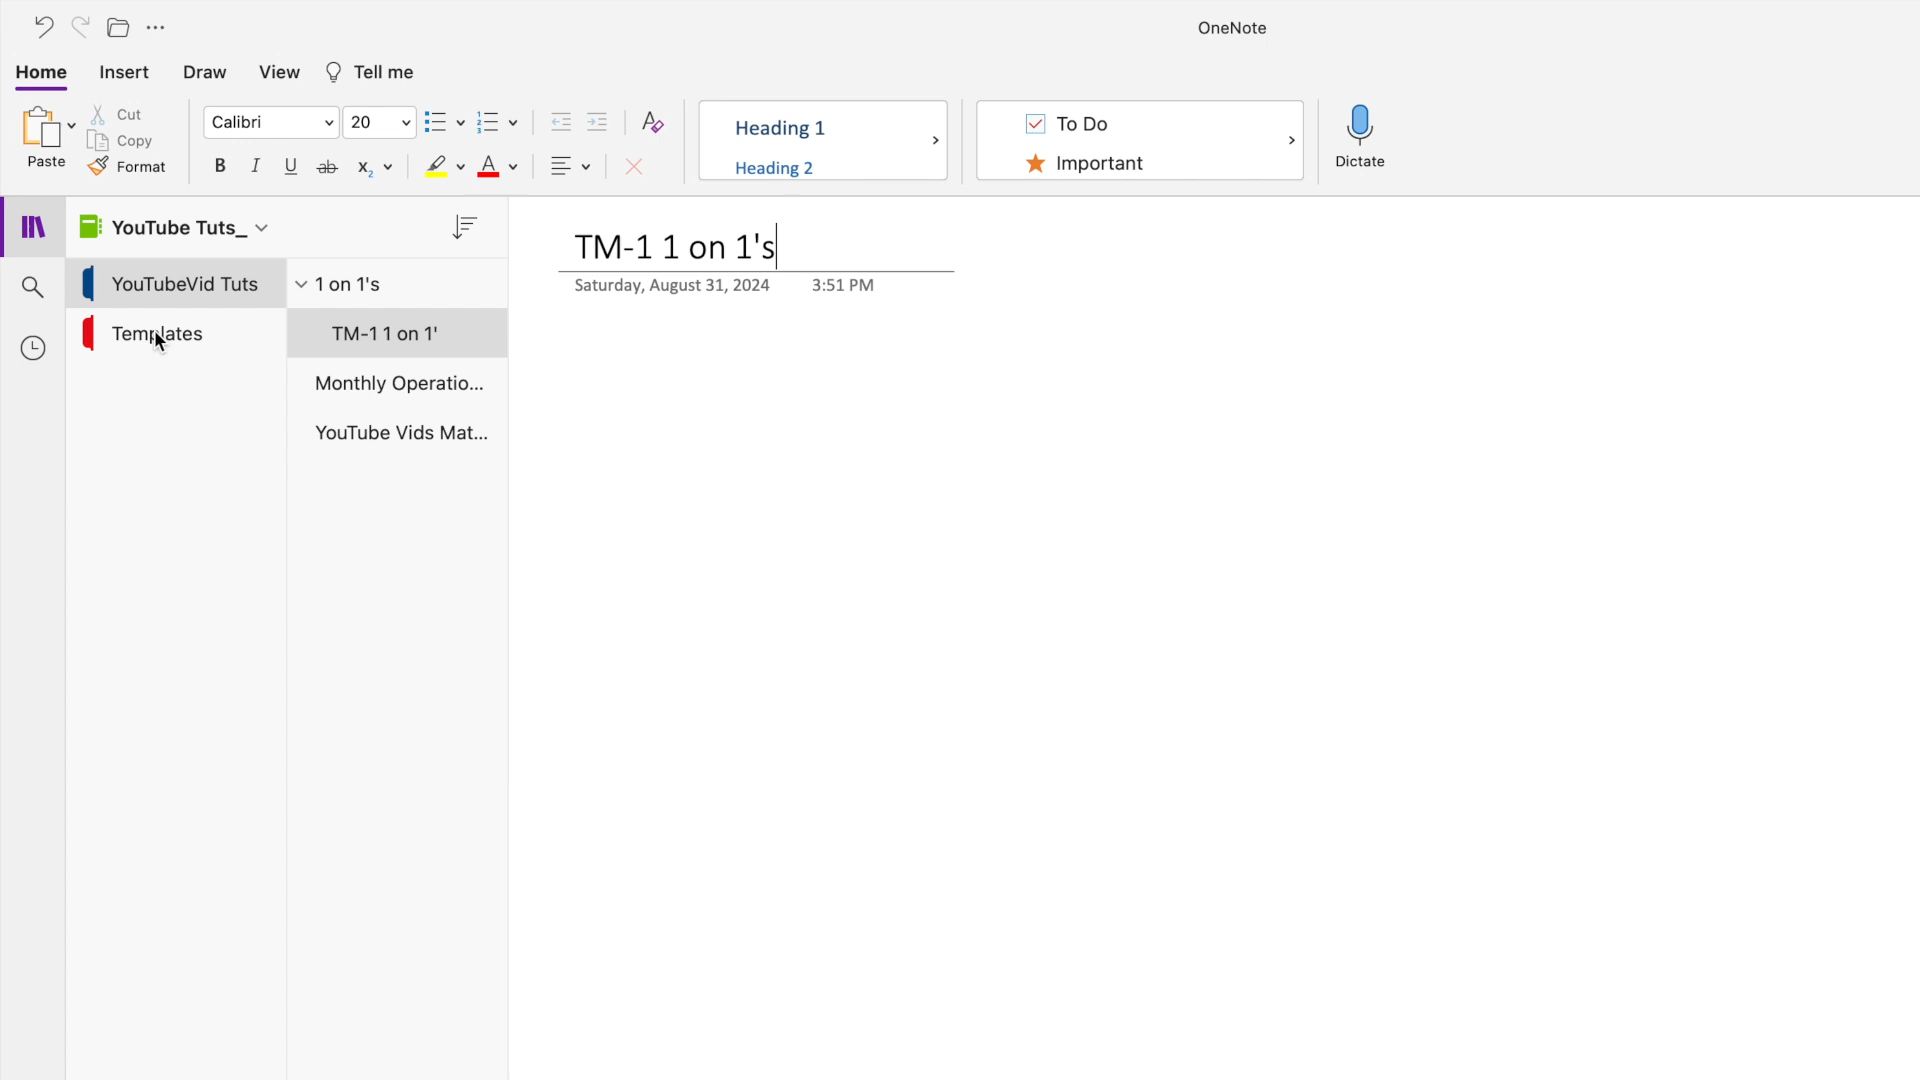 OneNote
Home Insert Draw View Tell me
Paste
Cut
Copy
Format
Calibri 20
B I U ab x₂ A
Heading 1
Heading 2
To Do
Important
Dictate
YouTube Tuts_
YouTubeVid Tuts
Templates
1 on 1's
TM-1 1 on 1'
Monthly Operatio...
YouTube Vids Mat...
TM-1 1 on 1's
Saturday, August 31, 2024 3:51 PM